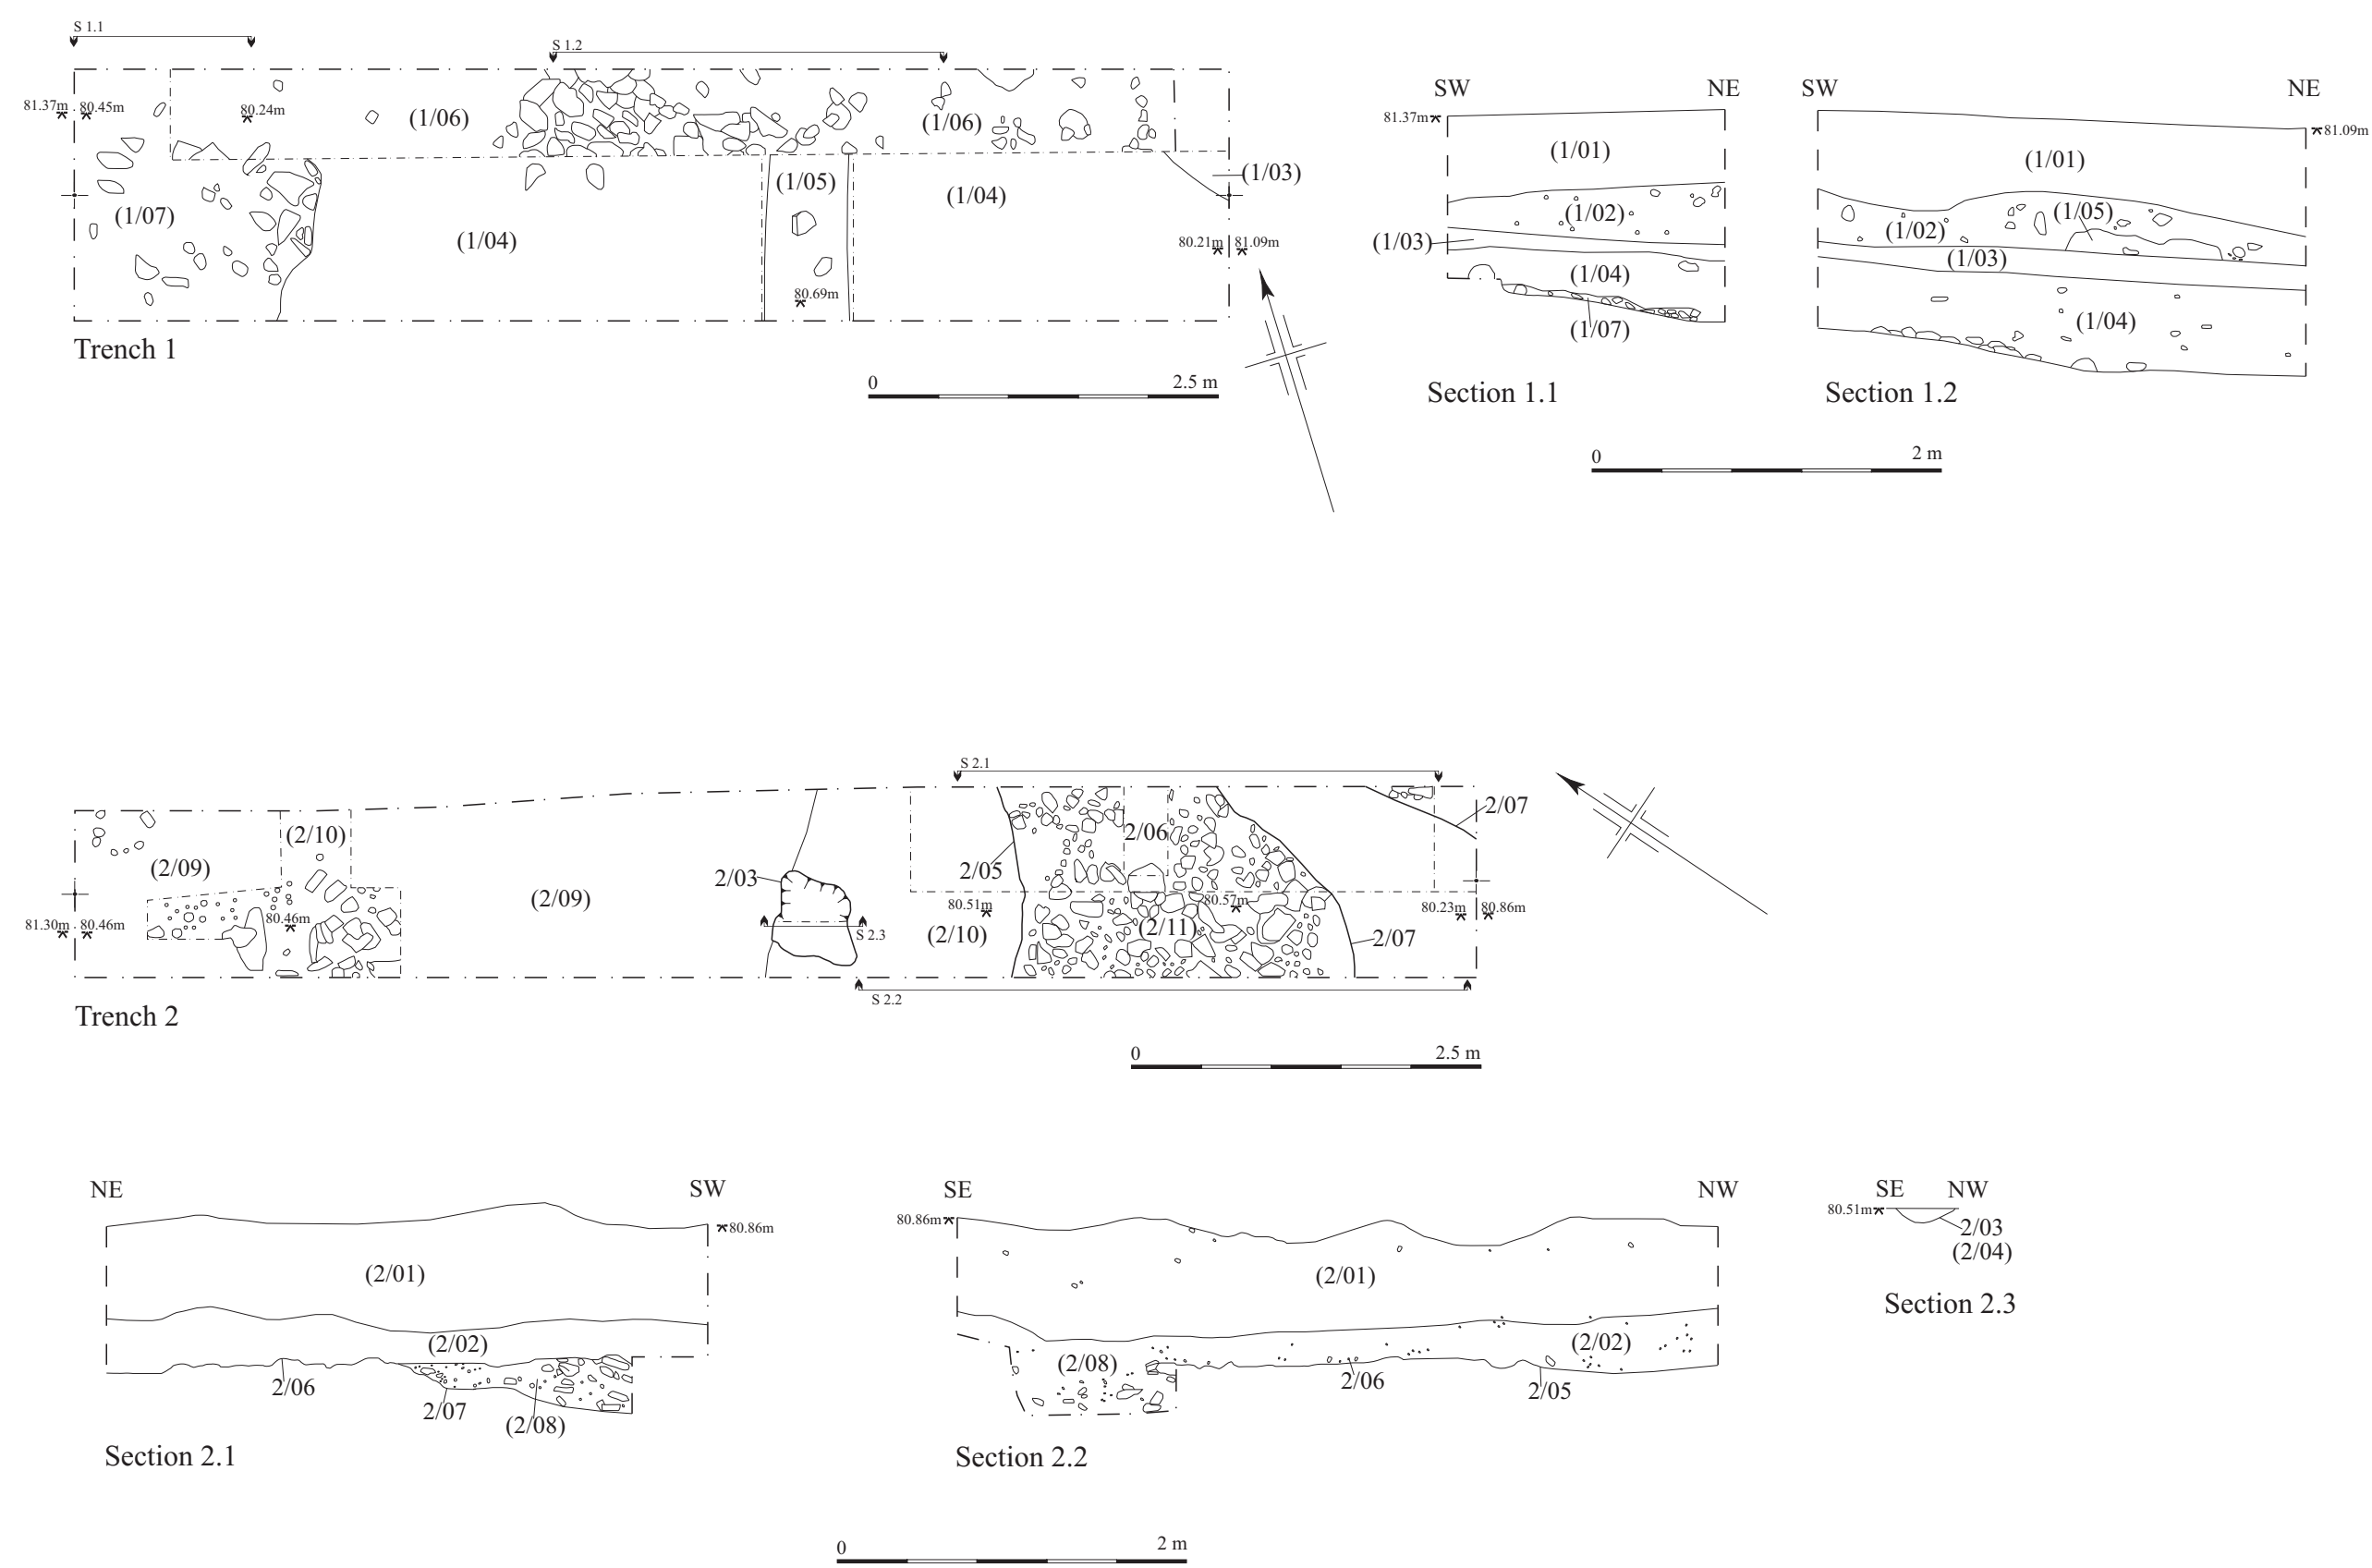 S 1.1
S 1.2
81.37m
80.45m
80.24m
(1/06)
(1/06)
(1/03)
(1/05)
(1/04)
(1/07)
(1/04)
80.21m
81.09m
80.69m
Trench 1
0
2.5 m
SW
NE
81.37m
(1/01)
(1/02)
(1/03)
(1/04)
(1/07)
Section 1.1
SW
NE
81.09m
(1/01)
(1/05)
(1/02)
(1/03)
(1/04)
Section 1.2
0
2 m
S 2.1
2/07
(2/10)
2/06
(2/09)
2/05
2/03
(2/09)
80.51m
80.57m
80.23m
80.86m
81.30m
80.46m
80.46m
S 2.3
(2/10)
(2/11)
2/07
S 2.2
Trench 2
0
2.5 m
NE
SW
80.86m
(2/01)
(2/02)
2/06
2/07
(2/08)
Section 2.1
SE
NW
80.86m
(2/01)
(2/02)
(2/08)
2/06
2/05
Section 2.2
SE
NW
80.51m
2/03
(2/04)
Section 2.3
0
2 m